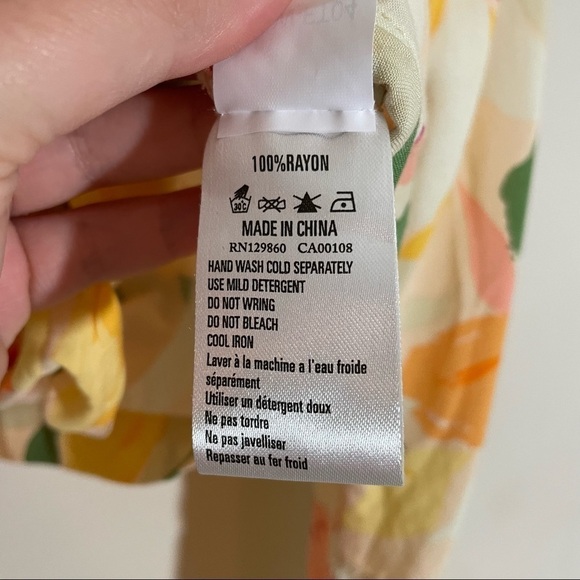 100%RAYON
30°C
MADE IN CHINA
RN129860 CA00108
HAND WASH COLD SEPARATELY
USE MILD DETERGENT
DO NOT WRING
DO NOT BLEACH
COOL IRON
Laver à la machine a l'eau froide
séparément
Utiliser un détergent doux
Ne pas tordre
Ne pas javelliser
Repasser au fer froid